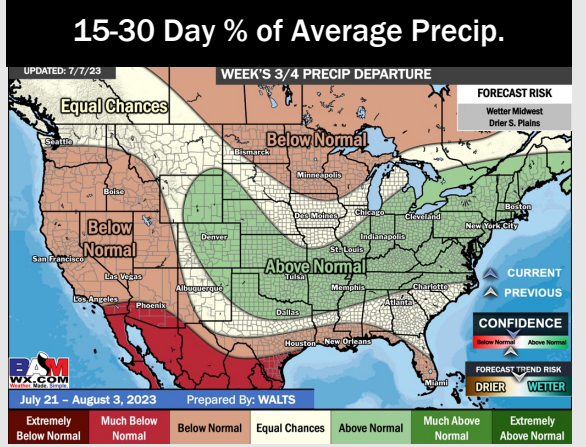 15-30 Day % of Average Precip.
UPDATED: 7/7/23
WEEK'S 3/4 PRECIP DEPARTURE
FORECAST RISK
Wetter Midwest
Drier S. Plains
Equal Chances
Below Normal
Seattle
Bismarck
Minneapolis
Boise
Boston
Des Moines
Chicago
Cleveland
New York City
Below
Normal
Denver
Indianapolis
St. Louis
San Francisco
Above Normal
Las Vegas
Tulsa
CURRENT
Albuquerque
Memphis
Charlotte
PREVIOUS
Los Angeles
Phoenix
Atlanta
Dallas
CONFIDENCE
Below Normal
Above Normal
Houston
New Orleans
BAM
WX.COM
Weather. Made. Simple.
FORECAST TREND RISK
DRIER
WETTER
Miami
July 21 – August 3, 2023
Prepared By: WALTS
Extremely
Below Normal
Much Below
Normal
Below Normal
Equal Chances
Above Normal
Much Above
Normal
Extremely
Above Normal